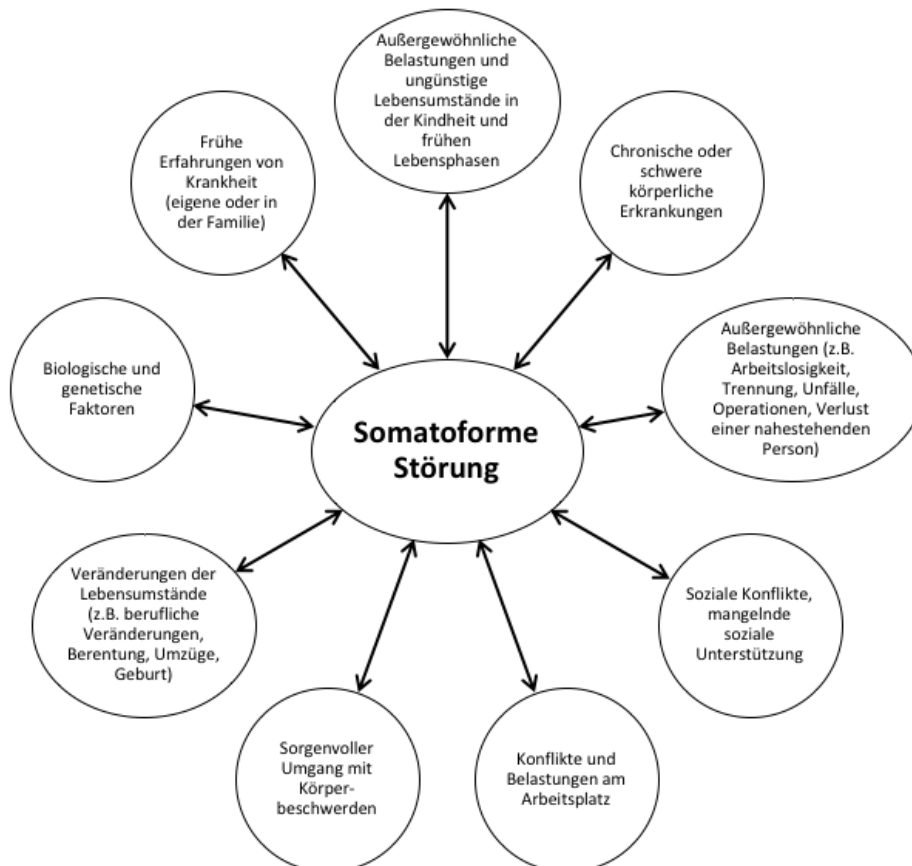 Außergewöhnliche
Belastungen und
ungünstige
Lebensumstände in
der Kindheit und
frühen
Lebensphasen
Chronische oder
schwere
körperliche
Erkrankungen
Außergewöhnliche
Belastungen (z.B.
Arbeitslosigkeit,
Trennung, Unfälle,
Operationen, Verlust
einer nahestehenden
Person)
Soziale Konflikte,
mangelnde
soziale
Unterstützung
Konflikte und
Belastungen am
Arbeitsplatz
Sorgenvoller
Umgang mit
Körper-
beschwerden
Veränderungen der
Lebensumstände
(z.B. berufliche
Veränderungen,
Berentung, Umzüge,
Geburt)
Biologische und
genetische
Faktoren
Frühe
Erfahrungen von
Krankheit
(eigene oder in
der Familie)
Somatoforme
Störung